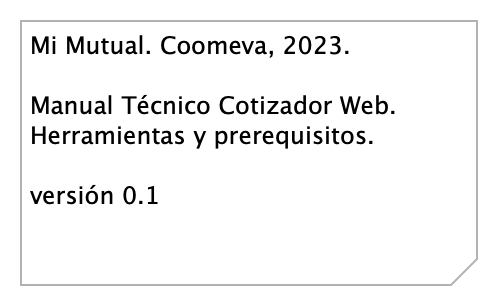 Mi Mutual. Coomeva, 2023.
Manual Técnico Cotizador Web.
Herramientas y prerequisitos.
versión 0.1